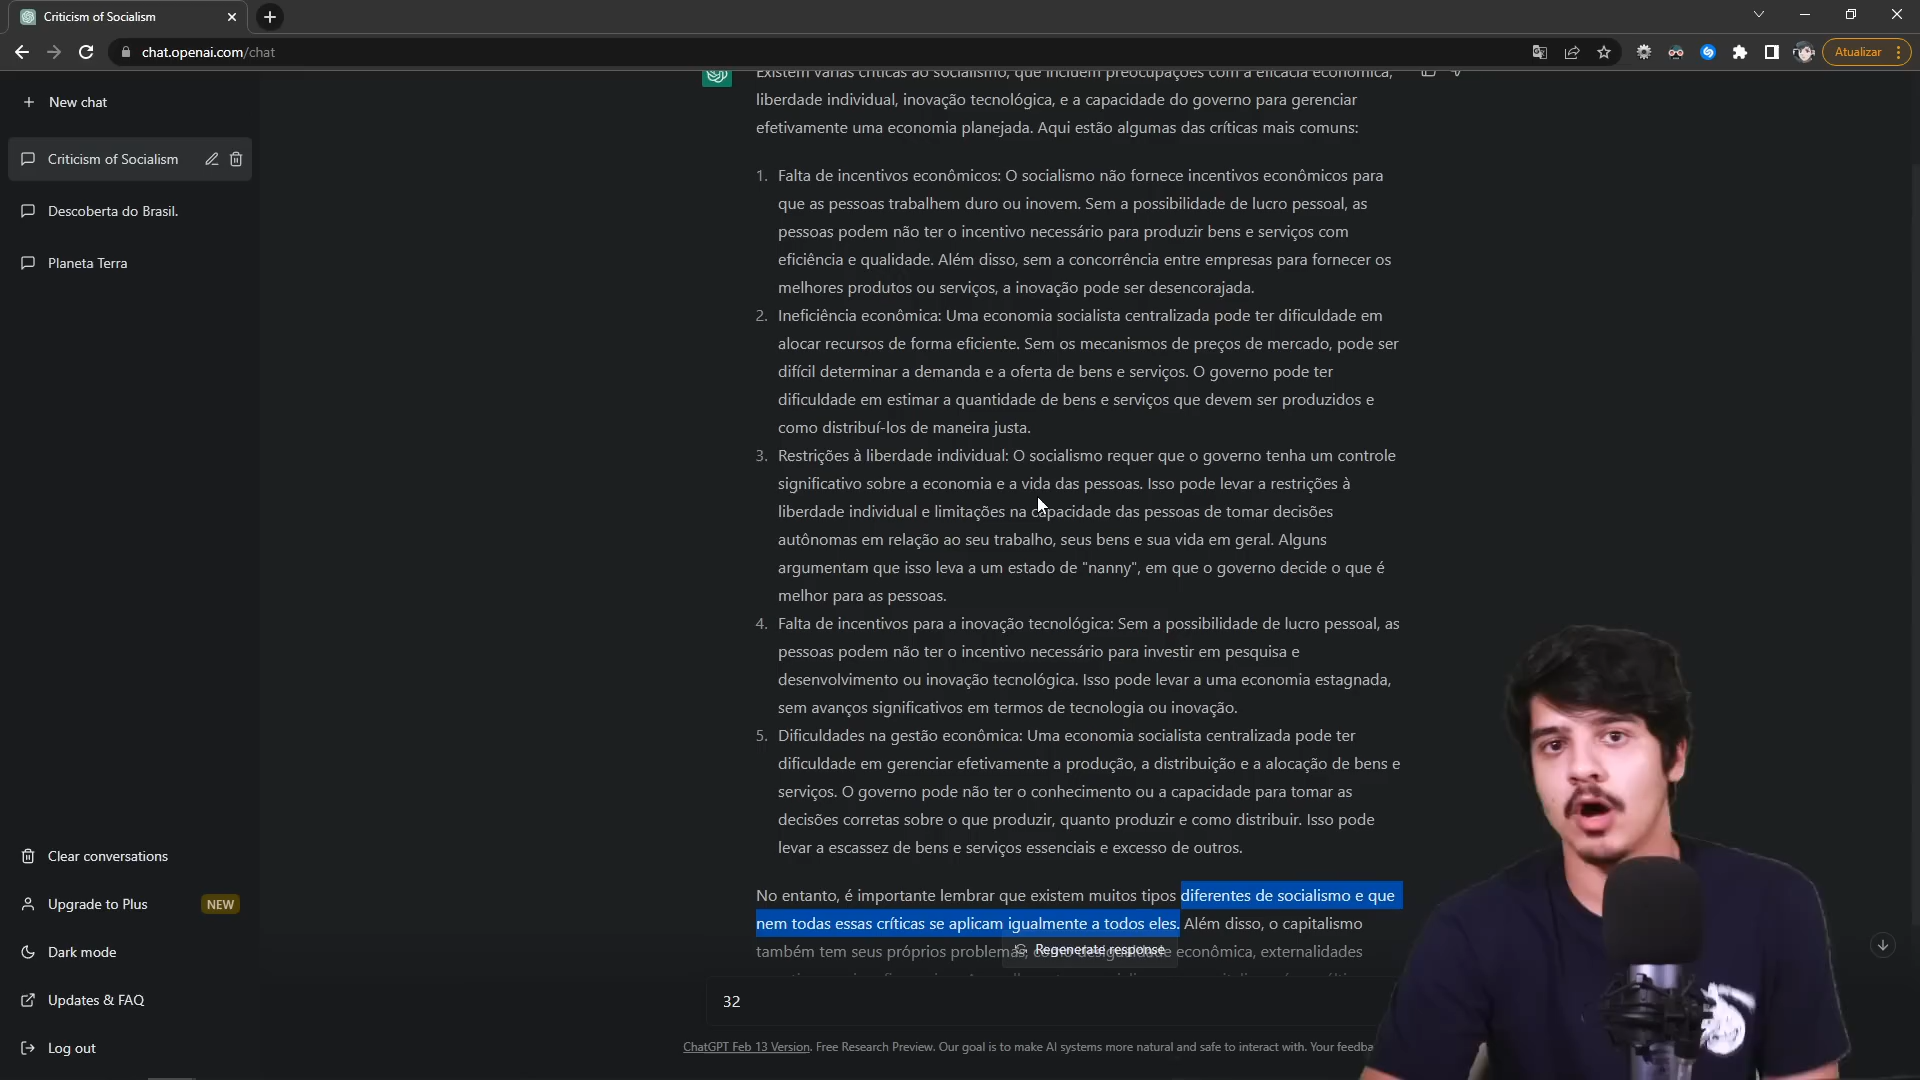 Criticism of Socialism
chat.openai.com/chat
Atualizar
New chat
Criticism of Socialism
Descoberta do Brasil.
Planeta Terra
Existem várias críticas ao socialismo, que incluem preocupações com a eficácia econômica,
liberdade individual, inovação tecnológica, e a capacidade do governo para gerenciar
efetivamente uma economia planejada. Aqui estão algumas das críticas mais comuns:
1. Falta de incentivos econômicos: O socialismo não fornece incentivos econômicos para
que as pessoas trabalhem duro ou inovem. Sem a possibilidade de lucro pessoal, as
pessoas podem não ter o incentivo necessário para produzir bens e serviços com
eficiência e qualidade. Além disso, sem a concorrência entre empresas para fornecer os
melhores produtos ou serviços, a inovação pode ser desencorajada.
2. Ineficiência econômica: Uma economia socialista centralizada pode ter dificuldade em
alocar recursos de forma eficiente. Sem os mecanismos de preços de mercado, pode ser
difícil determinar a demanda e a oferta de bens e serviços. O governo pode ter
dificuldade em estimar a quantidade de bens e serviços que devem ser produzidos e
como distribuí-los de maneira justa.
3. Restrições à liberdade individual: O socialismo requer que o governo tenha um controle
significativo sobre a economia e a vida das pessoas. Isso pode levar a restrições à
liberdade individual e limitações na capacidade das pessoas de tomar decisões
autônomas em relação ao seu trabalho, seus bens e sua vida em geral. Alguns
argumentam que isso leva a um estado de "nanny", em que o governo decide o que é
melhor para as pessoas.
4. Falta de incentivos para a inovação tecnológica: Sem a possibilidade de lucro pessoal, as
pessoas podem não ter o incentivo necessário para investir em pesquisa e
desenvolvimento ou inovação tecnológica. Isso pode levar a uma economia estagnada,
sem avanços significativos em termos de tecnologia ou inovação.
5. Dificuldades na gestão econômica: Uma economia socialista centralizada pode ter
dificuldade em gerenciar efetivamente a produção, a distribuição e a alocação de bens e
serviços. O governo pode não ter o conhecimento ou a capacidade para tomar as
decisões corretas sobre o que produzir, quanto produzir e como distribuir. Isso pode
levar a escassez de bens e serviços essenciais e excesso de outros.
No entanto, é importante lembrar que existem muitos tipos diferentes de socialismo e que
nem todas essas críticas se aplicam igualmente a todos eles. Além disso, o capitalismo
também tem seus próprios problemas, como desigualdade econômica, externalidades
Regenerate response
32
ChatGPT Feb 13 Version. Free Research Preview. Our goal is to make AI systems more natural and safe to interact with. Your
Clear conversations
Upgrade to Plus NEW
Dark mode
Updates & FAQ
Log out